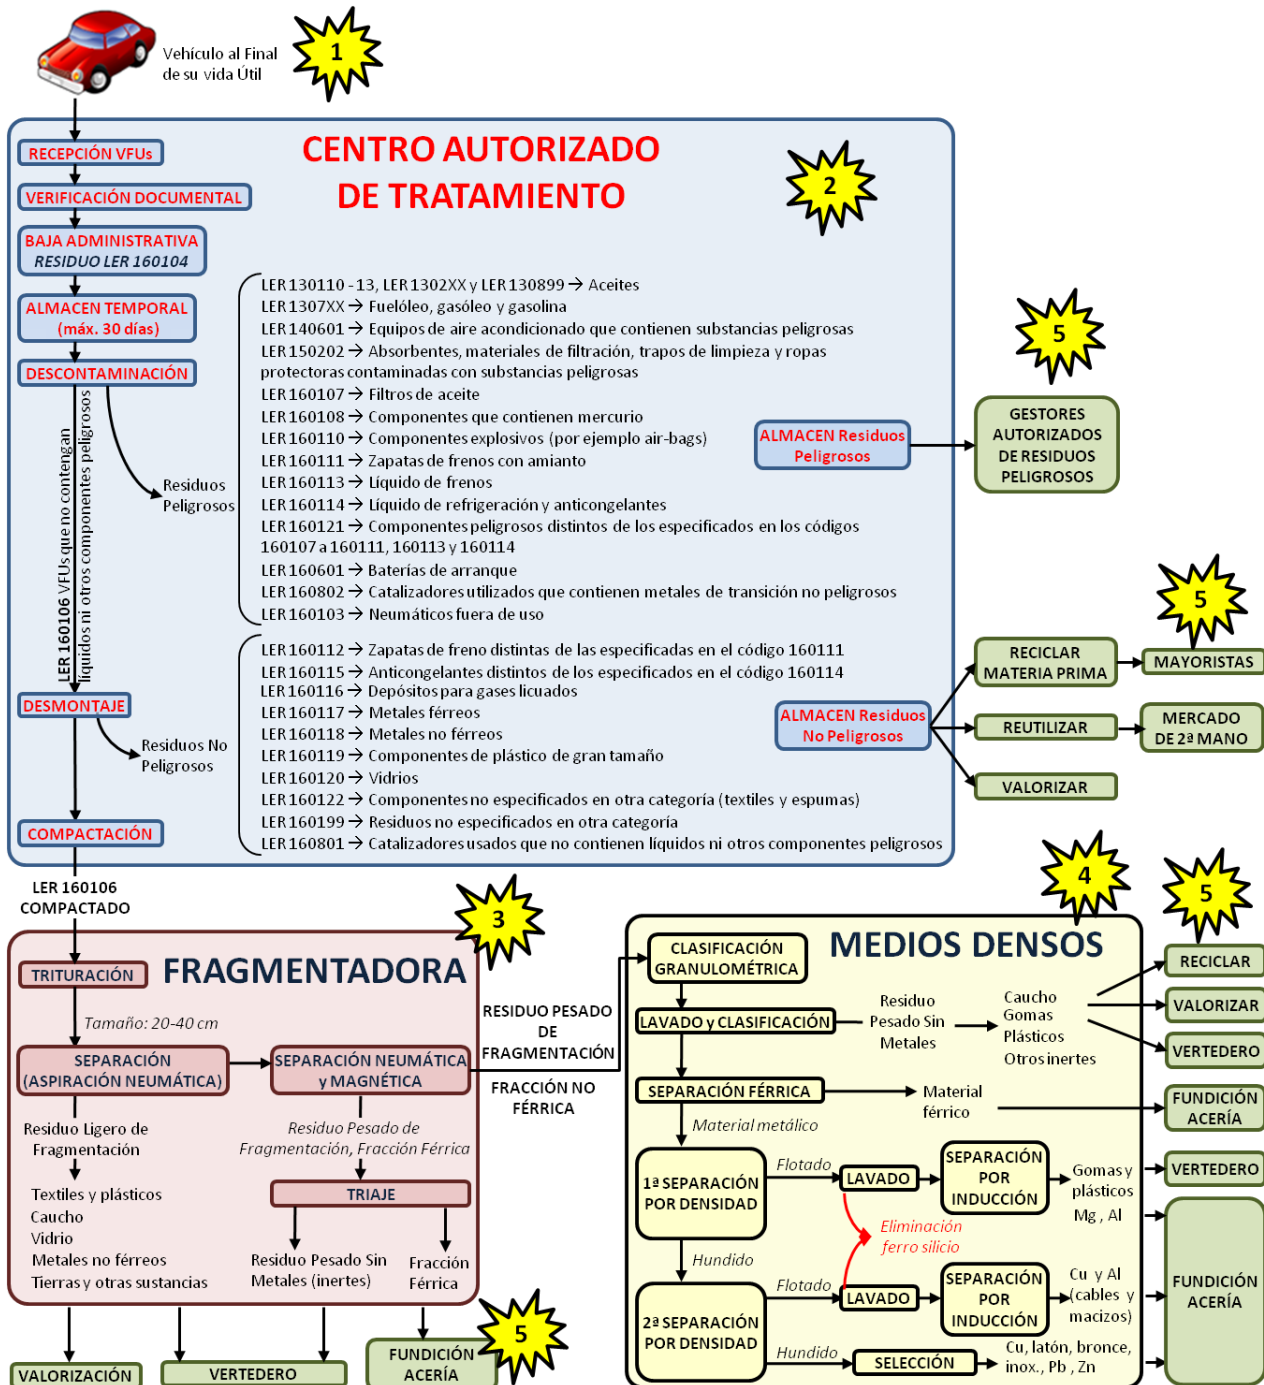 Vehículo al Final
de su vida Útil
1
CENTRO AUTORIZADO
DE TRATAMIENTO
2
RECEPCIÓN VFUs
VERIFICACIÓN DOCUMENTAL
BAJA ADMINISTRATIVA
RESIDUO LER 160104
ALMACEN TEMPORAL
(máx. 30 días)
DESCONTAMINACIÓN
LER 160106 VFUs que no contengan
líquidos ni otros componentes peligrosos
Residuos
Peligrosos
LER 130110 - 13, LER 1302XX y LER 130899 → Aceites
LER 1307XX → Fuelóleo, gasóleo y gasolina
LER 140601 → Equipos de aire acondicionado que contienen substancias peligrosas
LER 150202 → Absorbentes, materiales de filtración, trapos de limpieza y ropas
protectoras contaminadas con substancias peligrosas
LER 160107 → Filtros de aceite
LER 160108 → Componentes que contienen mercurio
LER 160110 → Componentes explosivos (por ejemplo air-bags)
LER 160111 → Zapatas de frenos con amianto
LER 160113 → Líquido de frenos
LER 160114 → Líquido de refrigeración y anticongelantes
LER 160121 → Componentes peligrosos distintos de los especificados en los códigos
160107 a 160111, 160113 y 160114
LER 160601 → Baterías de arranque
LER 160802 → Catalizadores utilizados que contienen metales de transición no peligrosos
LER 160103 → Neumáticos fuera de uso
ALMACEN Residuos
Peligrosos
5
GESTORES
AUTORIZADOS
DE RESIDUOS
PELIGROSOS
DESMONTAJE
Residuos No
Peligrosos
COMPACTACIÓN
LER 160112 → Zapatas de freno distintas de las especificadas en el código 160111
LER 160115 → Anticongelantes distintos de los especificados en el código 160114
LER 160116 → Depósitos para gases licuados
LER 160117 → Metales férreos
LER 160118 → Metales no férreos
LER 160119 → Componentes de plástico de gran tamaño
LER 160120 → Vidrios
LER 160122 → Componentes no especificados en otra categoría (textiles y espumas)
LER 160199 → Residuos no especificados en otra categoría
LER 160801 → Catalizadores usados que no contienen líquidos ni otros componentes peligrosos
ALMACEN Residuos
No Peligrosos
5
RECICLAR
MATERIA PRIMA
MAYORISTAS
REUTILIZAR
MERCADO
DE 2ª MANO
VALORIZAR
LER 160106
COMPACTADO
3
FRAGMENTADORA
TRITURACIÓN
Tamaño: 20-40 cm
SEPARACIÓN
(ASPIRACIÓN NEUMÁTICA)
SEPARACIÓN NEUMÁTICA
y MAGNÉTICA
Residuo Ligero de
Fragmentación
Textiles y plásticos
Caucho
Vidrio
Metales no férreos
Tierras y otras sustancias
Residuo Pesado de
Fragmentación, Fracción Férrica
TRIAJE
Residuo Pesado Sin
Metales (inertes)
Fracción
Férrica
VALORIZACIÓN
VERTEDERO
FUNDICIÓN
ACERÍA
5
RESIDUO PESADO
DE
FRAGMENTACIÓN
FRACCIÓN NO
FÉRRICA
4
5
MEDIOS DENSOS
CLASIFICACIÓN
GRANULOMÉTRICA
LAVADO y CLASIFICACIÓN
Residuo
Pesado Sin
Metales
Caucho
Gomas
Plásticos
Otros inertes
RECICLAR
VALORIZAR
VERTEDERO
SEPARACIÓN FÉRRICA
Material
férrico
FUNDICIÓN
ACERÍA
Material metálico
1ª SEPARACIÓN
POR DENSIDAD
Flotado
LAVADO
SEPARACIÓN
POR
INDUCCIÓN
Gomas y
plásticos
Mg , Al
VERTEDERO
Eliminación
ferro silicio
Hundido
2ª SEPARACIÓN
POR DENSIDAD
Flotado
LAVADO
SEPARACIÓN
POR
INDUCCIÓN
Cu y Al
(cables y
macizos)
FUNDICIÓN
ACERÍA
Hundido
SELECCIÓN
Cu, latón, bronce,
inox., Pb , Zn